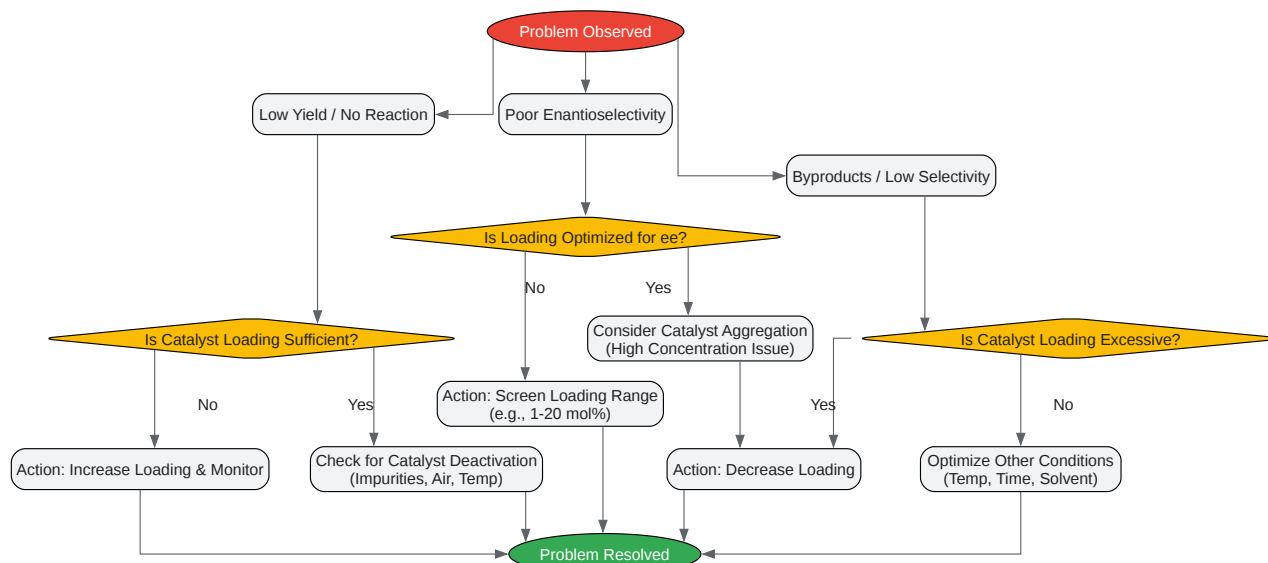 Problem Observed
Low Yield / No Reaction
Poor Enantioselectivity
Byproducts / Low Selectivity
Is Loading Optimized for ee?
No
Yes
Consider Catalyst Aggregation
(High Concentration Issue)
Is Catalyst Loading Sufficient?
Is Catalyst Loading Excessive?
Action: Screen Loading Range
(e.g., 1-20 mol%)
No
Yes
Yes
No
Action: Increase Loading & Monitor
Check for Catalyst Deactivation
(Impurities, Air, Temp)
Action: Decrease Loading
Optimize Other Conditions
(Temp, Time, Solvent)
Problem Resolved